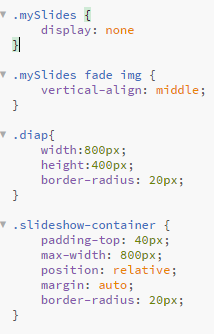 .mySlides {
display: none
}
.mySlides fade img {
vertical-align: middle;
}
.diap{
width:800px;
height:400px;
border-radius: 20px;
}
.slideshow-container {
padding-top: 40px;
max-width: 800px;
position: relative;
margin: auto;
border-radius: 20px;
}